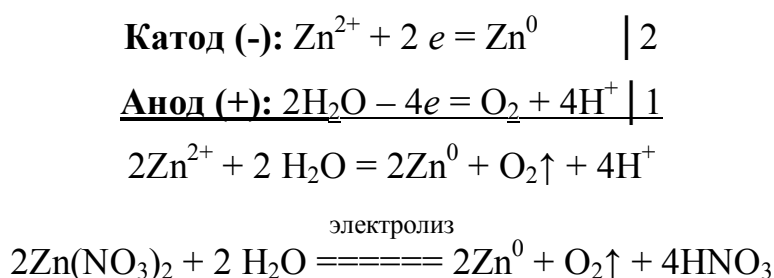 Катод (-): Zn²⁺ + 2 e = Zn⁰ | 2
Анод (+): 2H₂O – 4e = O₂ + 4H⁺ | 1
2Zn²⁺ + 2 H₂O = 2Zn⁰ + O₂↑ + 4H⁺
электролиз
2Zn(NO₃)₂ + 2 H₂O ====== 2Zn⁰ + O₂↑ + 4HNO₃